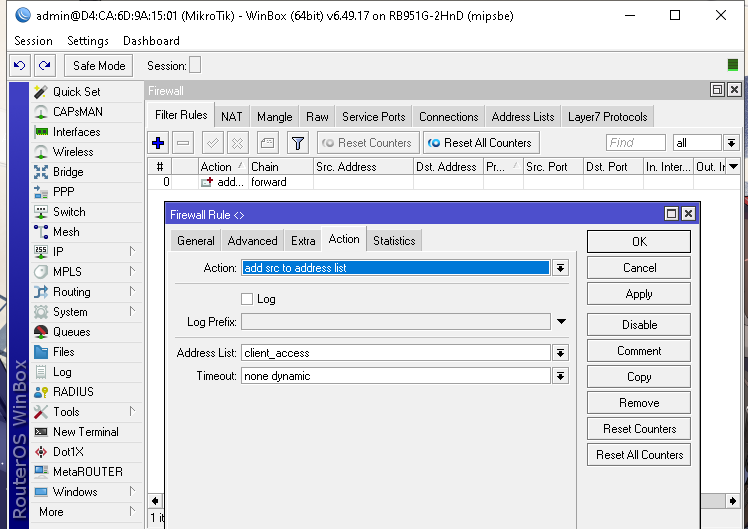 admin@D4:CA:6D:9A:15:01 (MikroTik) - WinBox (64bit) v6.49.17 on RB951G-2HnD (mipsbe)
Session Settings Dashboard
Safe Mode Session:
Quick Set
CAPsMAN
Interfaces
Wireless
Bridge
PPP
Switch
Mesh
IP
MPLS
Routing
System
Queues
Files
Log
RADIUS
Tools
New Terminal
Dot1X
MetaROUTER
Windows
More
RouterOS WinBox
Firewall
Filter Rules NAT Mangle Raw Service Ports Connections Address Lists Layer7 Protocols
Reset Counters Reset All Counters Find all
# Action Chain Src. Address Dst. Address Pr... Src. Port Dst. Port In. Inter... Out. Ir
0 add... forward
Firewall Rule <>
General Advanced Extra Action Statistics
Action: add src to address list
Log
Log Prefix:
Address List: client_access
Timeout: none dynamic
OK
Cancel
Apply
Disable
Comment
Copy
Remove
Reset Counters
Reset All Counters